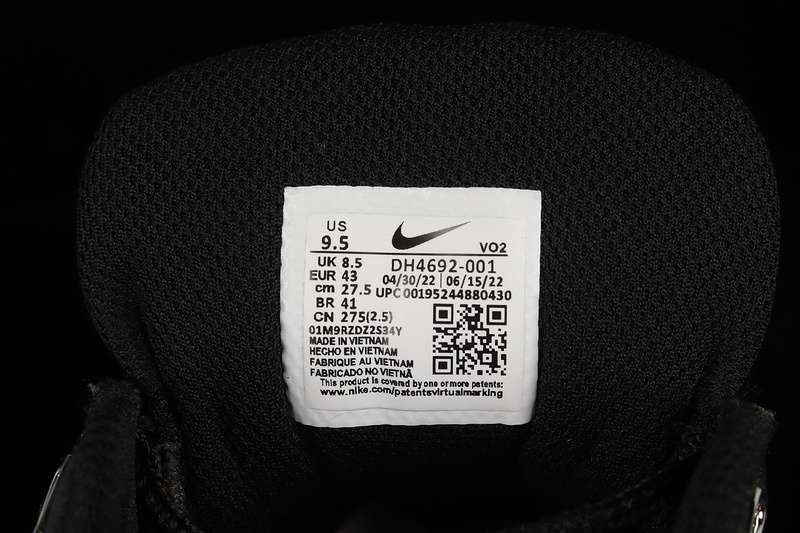 US
9.5
VO2
UK 8.5
EUR 43
cm 27.5
BR 41
CN 275(2.5)
DH4692-001
04/30/22 | 06/15/22
UPC 00195244880430
01M9RZDZ2S34Y
MADE IN VIETNAM
HECHO EN VIETNAM
FABRIQUE AU VIETNAM
FABRICADO NO VIETNÃ
This product is covered by one or more patents:
www.nike.com/patentsvirtualmarking